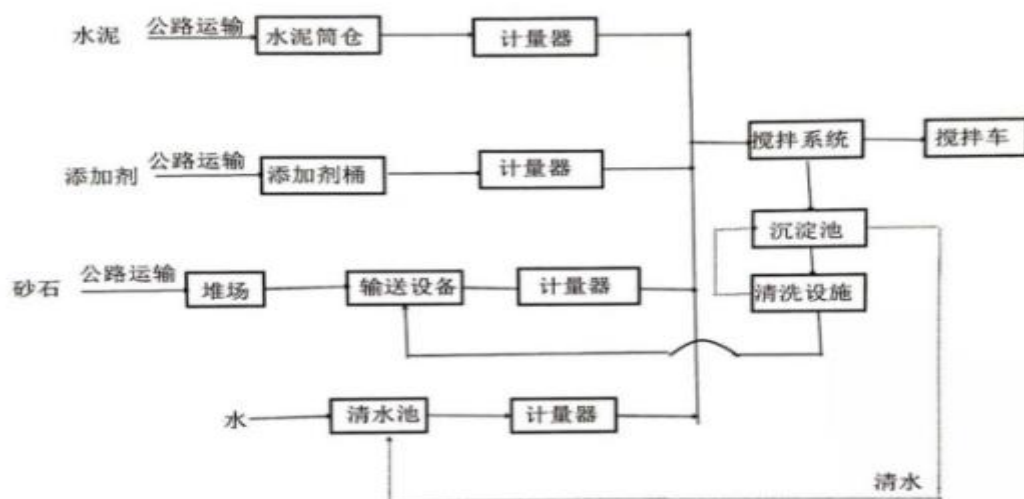 水泥 公路运输 水泥筒仓 计量器
搅拌系统 搅拌车
添加剂 公路运输 添加剂桶 计量器
沉淀池
砂石 公路运输 堆场 输送设备 计量器 清洗设施
水 清水池 计量器
清水